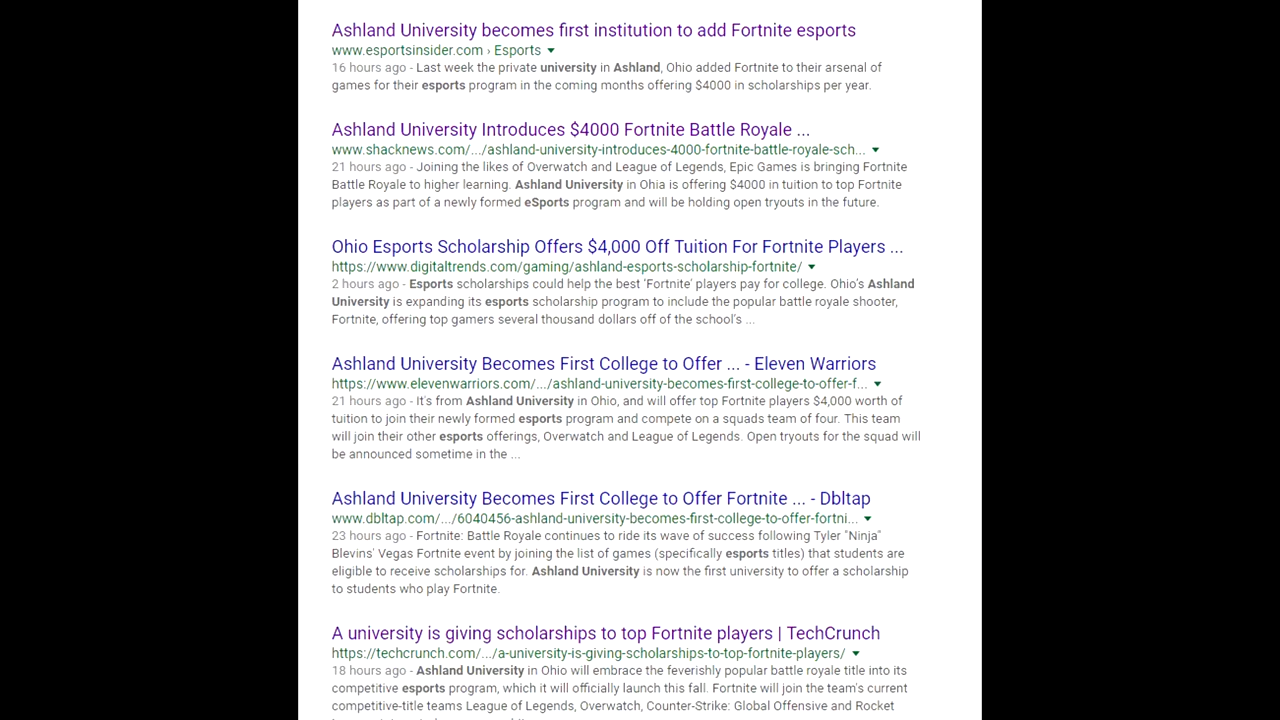 Ashland University becomes first institution to add Fortnite esports
www.esportsinsider.com › Esports
16 hours ago - Last week the private university in Ashland, Ohio added Fortnite to their arsenal of
games for their esports program in the coming months offering $4000 in scholarships per year.
Ashland University Introduces $4000 Fortnite Battle Royale ...
www.shacknews.com/.../ashland-university-introduces-4000-fortnite-battle-royale-sch...
21 hours ago - Joining the likes of Overwatch and League of Legends, Epic Games is bringing Fortnite
Battle Royale to higher learning. Ashland University in Ohia is offering $4000 in tuition to top Fortnite
players as part of a newly formed eSports program and will be holding open tryouts in the future.
Ohio Esports Scholarship Offers $4,000 Off Tuition For Fortnite Players ...
https://www.digitaltrends.com/gaming/ashland-esports-scholarship-fortnite/
2 hours ago - Esports scholarships could help the best 'Fortnite' players pay for college. Ohio's Ashland
University is expanding its esports scholarship program to include the popular battle royale shooter,
Fortnite, offering top gamers several thousand dollars off of the school's ...
Ashland University Becomes First College to Offer ... - Eleven Warriors
https://www.elevenwarriors.com/.../ashland-university-becomes-first-college-to-offer-f...
21 hours ago - It's from Ashland University in Ohio, and will offer top Fortnite players $4,000 worth of
tuition to join their newly formed esports program and compete on a squads team of four. This team
will join their other esports offerings, Overwatch and League of Legends. Open tryouts for the squad will
be announced sometime in the ...
Ashland University Becomes First College to Offer Fortnite ... - Dbltap
www.dbltap.com/.../6040456-ashland-university-becomes-first-college-to-offer-fortni...
23 hours ago - Fortnite: Battle Royale continues to ride its wave of success following Tyler "Ninja"
Blevins' Vegas Fortnite event by joining the list of games (specifically esports titles) that students are
eligible to receive scholarships for. Ashland University is now the first university to offer a scholarship
to students who play Fortnite.
A university is giving scholarships to top Fortnite players | TechCrunch
https://techcrunch.com/.../a-university-is-giving-scholarships-to-top-fortnite-players/
18 hours ago - Ashland University in Ohio will embrace the feverishly popular battle royale title into its
competitive esports program, which it will officially launch this fall. Fortnite will join the team's current
competitive-title teams League of Legends, Overwatch, Counter-Strike: Global Offensive and Rocket